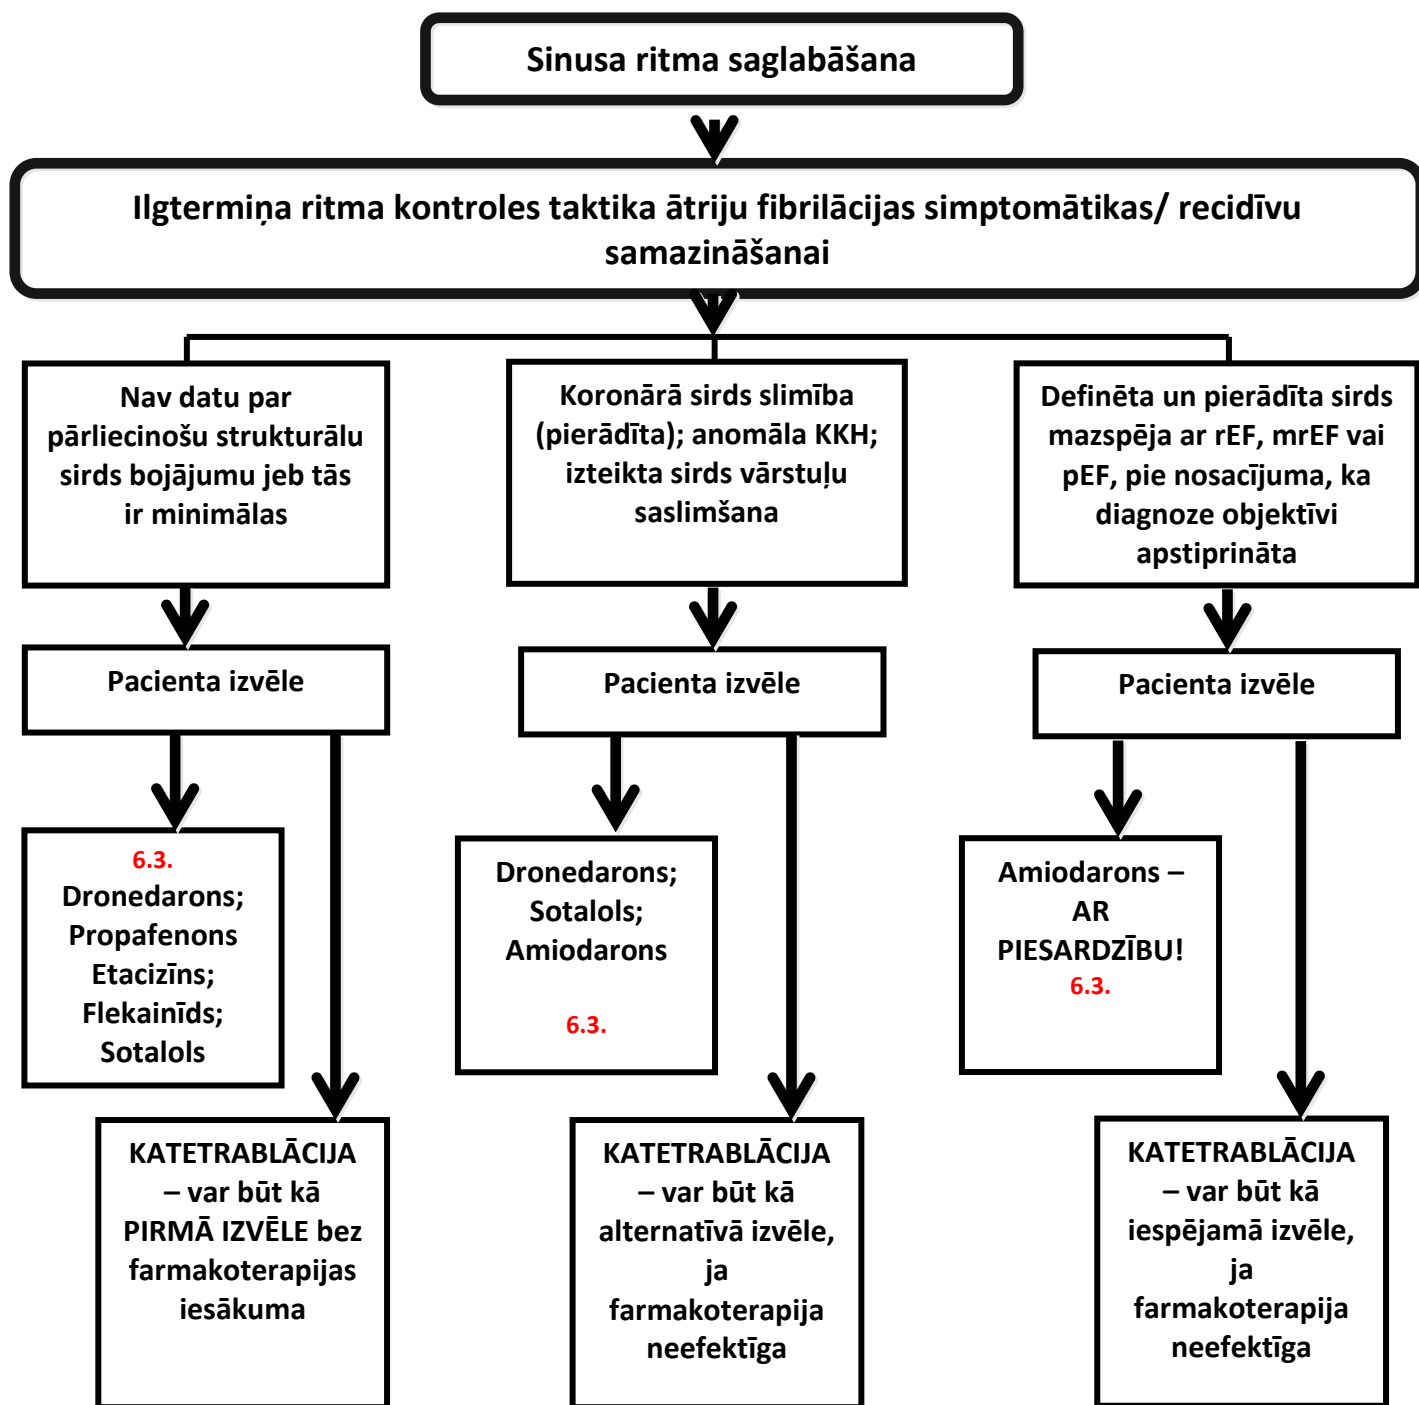 Sinusa ritma saglabāšana
Ilgtermiņa ritma kontroles taktika ātriju fibrilācijas simptomātikas/ recidīvu
samazināšanai
Nav datu par
pārliecinošu strukturālu
sirds bojājumu jeb tās
ir minimālas
Koronārā sirds slimība
(pierādīta); anomāla KKH;
izteikta sirds vārstuļu
saslimšana
Definēta un pierādīta sirds
mazspēja ar rEF, mrEF vai
pEF, pie nosacījuma, ka
diagnoze objektīvi
apstiprināta
Pacienta izvēle
Pacienta izvēle
Pacienta izvēle
6.3.
Dronedarons;
Propafenons
Etacizīns;
Flekainīds;
Sotalols
Dronedarons;
Sotalols;
Amiodarons
6.3.
Amiodarons –
AR
PIESARDZĪBU!
6.3.
KATETRABLĀCIJA
– var būt kā
PIRMĀ IZVĒLE bez
farmakoterapijas
iesākuma
KATETRABLĀCIJA
– var būt kā
alternatīvā izvēle,
ja
farmakoterapija
neefektīga
KATETRABLĀCIJA
– var būt kā
iespējamā izvēle,
ja
farmakoterapija
neefektīga